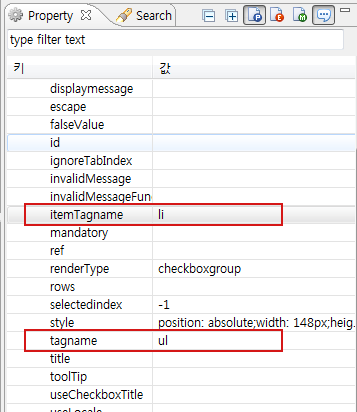 Property Search
P E M
type filter text
키 값
displaymessage
escape
falseValue
id
ignoreTabIndex
invalidMessage
invalidMessageFun
itemTagname li
mandatory
ref
renderType checkboxgroup
rows
selectedindex -1
style position: absolute;width: 148px;heig...
tagname ul
title
toolTip
useCheckboxTitle
useLocale